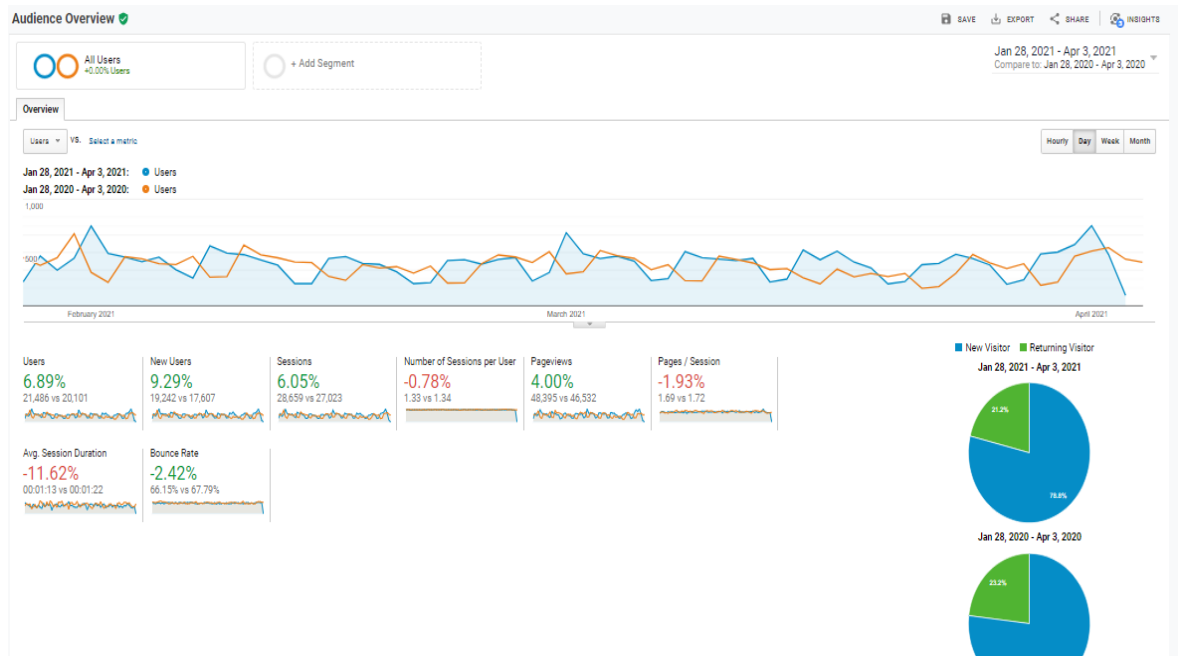 Audience Overview
SAVE EXPORT SHARE INSIGHTS
3
All Users
+0.00% Users
+ Add Segment
Jan 28, 2021 - Apr 3, 2021
Compare to: Jan 28, 2020 - Apr 3, 2020
Overview
Users VS. Select a metric
Hourly Day Week Month
Jan 28, 2021 - Apr 3, 2021: Users
Jan 28, 2020 - Apr 3, 2020: Users
1,000
500
February 2021 March 2021 April 2021
New Visitor Returning Visitor
Jan 28, 2021 - Apr 3, 2021
21.2%
78.8%
Users
6.89%
21,486 vs 20,101
New Users
9.29%
19,242 vs 17,607
Sessions
6.05%
28,659 vs 27,023
Number of Sessions per User
-0.78%
1.33 vs 1.34
Pageviews
4.00%
48,395 vs 46,532
Pages / Session
-1.93%
1.69 vs 1.72
Avg. Session Duration
-11.62%
00:01:13 vs 00:01:22
Bounce Rate
-2.42%
66.15% vs 67.79%
Jan 28, 2020 - Apr 3, 2020
23.2%